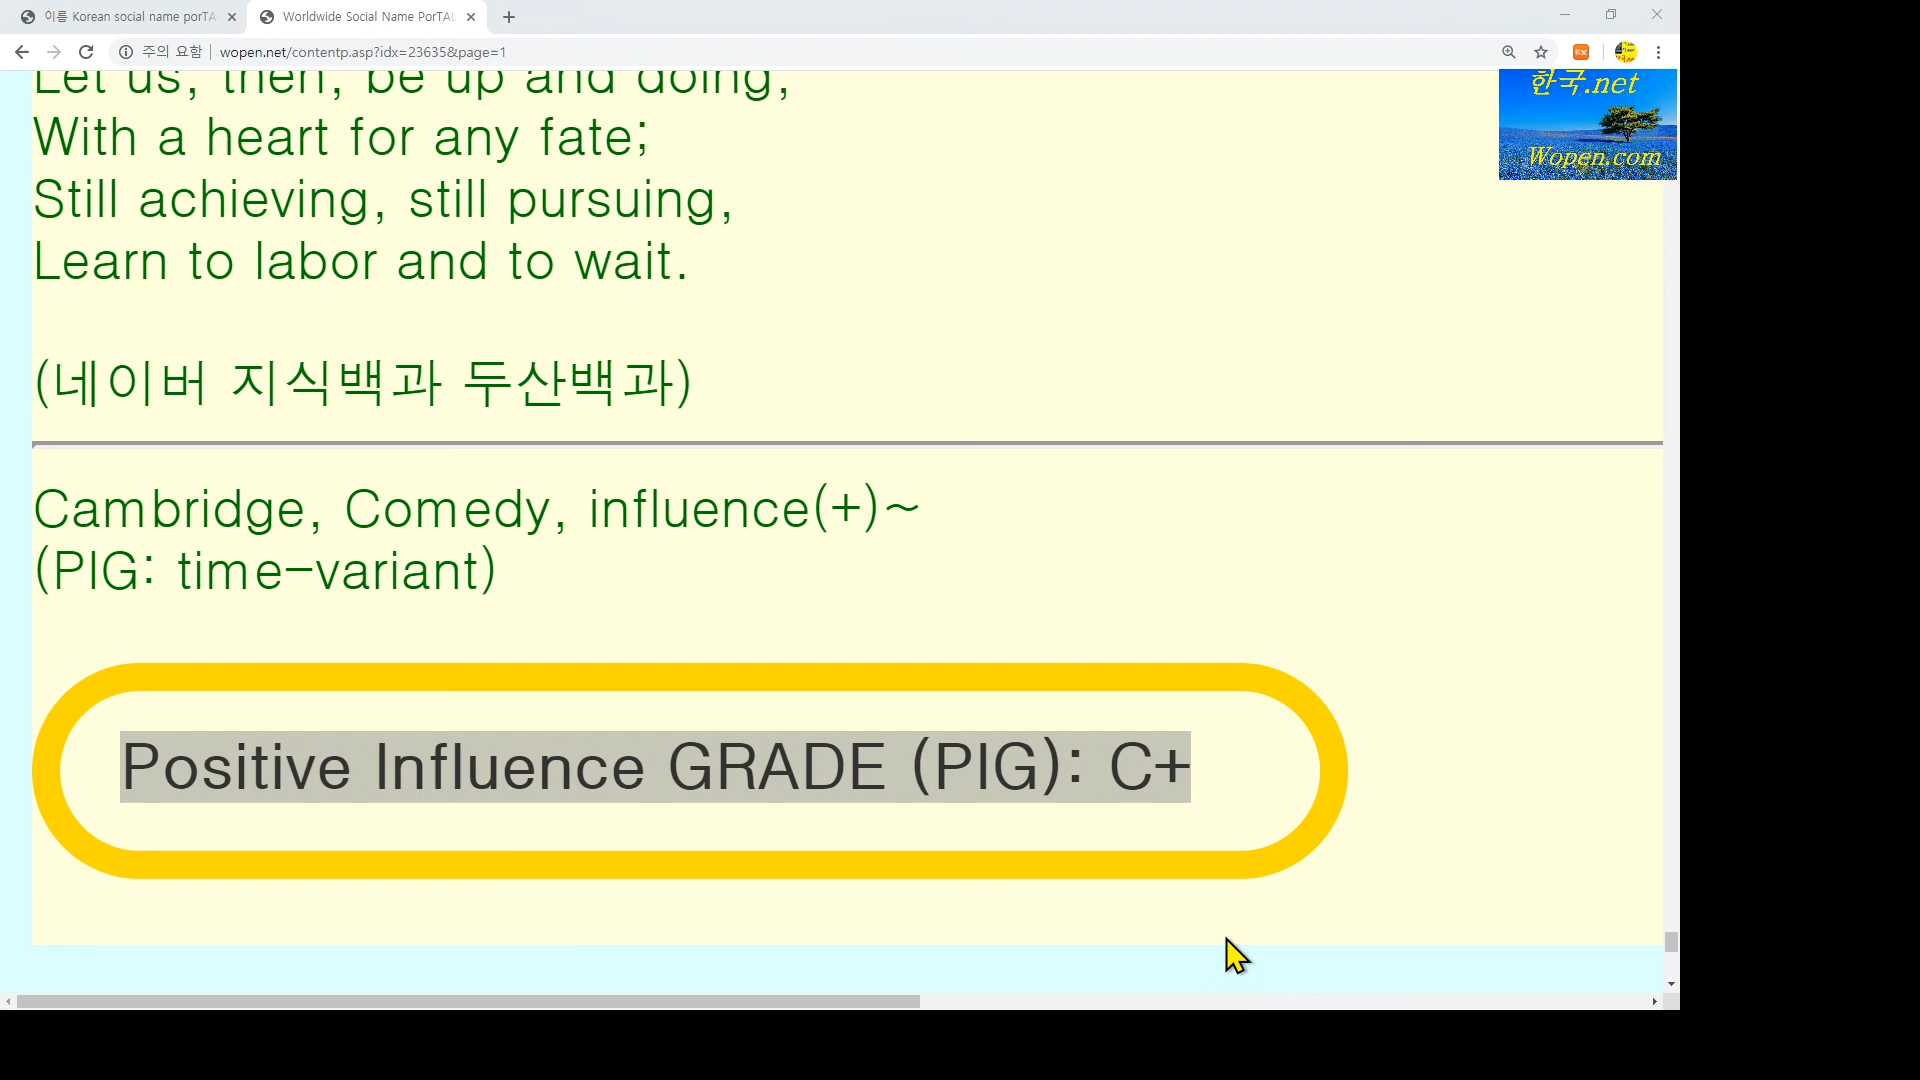 이름 Korean social name porTA
Worldwide Social Name PorTAL
주의 요함
wopen.net/contentp.asp?idx=23635&page=1
한국.net
Wopen.com
Let us, then, be up and doing,
With a heart for any fate;
Still achieving, still pursuing,
Learn to labor and to wait.
(네이버 지식백과 두산백과)
Cambridge, Comedy, influence(+)~
(PIG: time-variant)
Positive Influence GRADE (PIG): C+